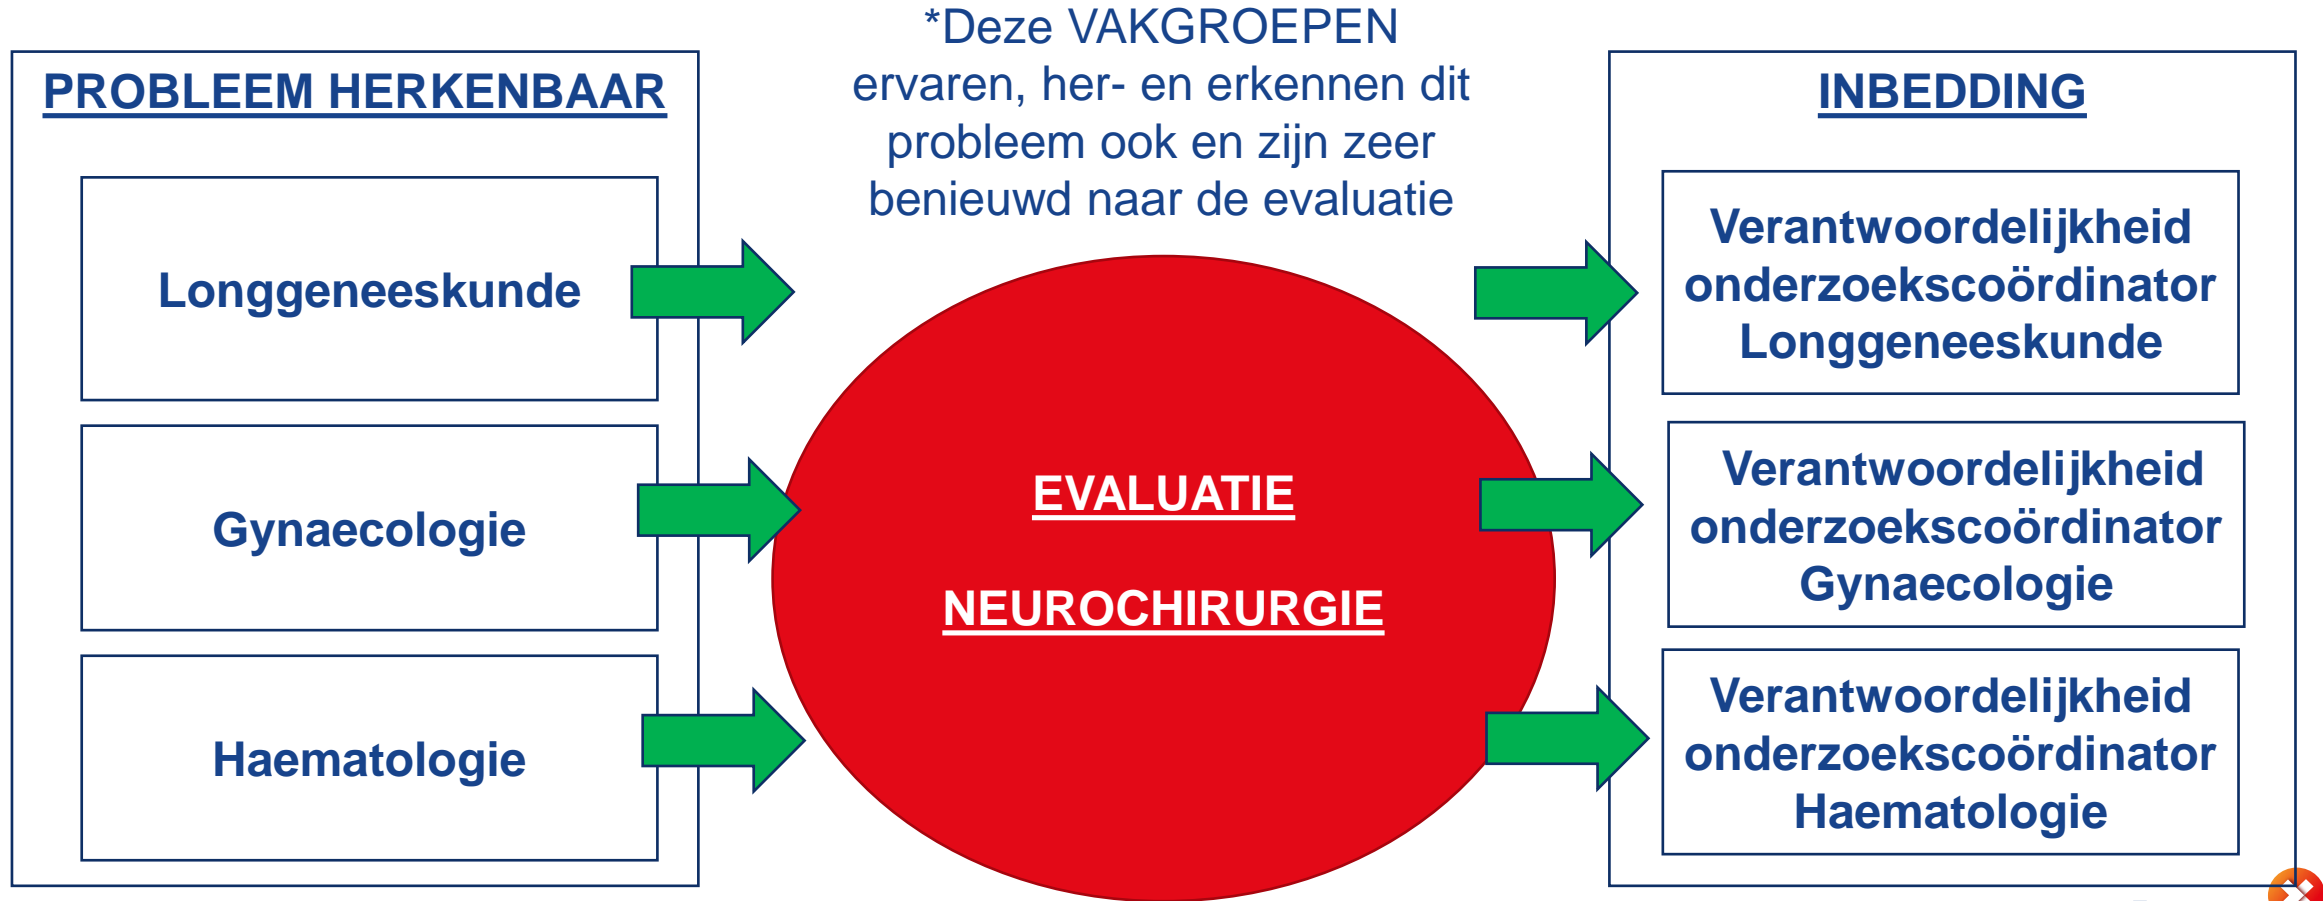 *Deze VAKGROEPEN
ervaren, her- en erkennen dit
probleem ook en zijn zeer
benieuwd naar de evaluatie
PROBLEEM HERKENBAAR
Longgeneeskunde
Gynaecologie
Haematologie
EVALUATIE
NEUROCHIRURGIE
INBEDDING
Verantwoordelijkheid
onderzoekscoördinator
Longgeneeskunde
Verantwoordelijkheid
onderzoekscoördinator
Gynaecologie
Verantwoordelijkheid
onderzoekscoördinator
Haematologie